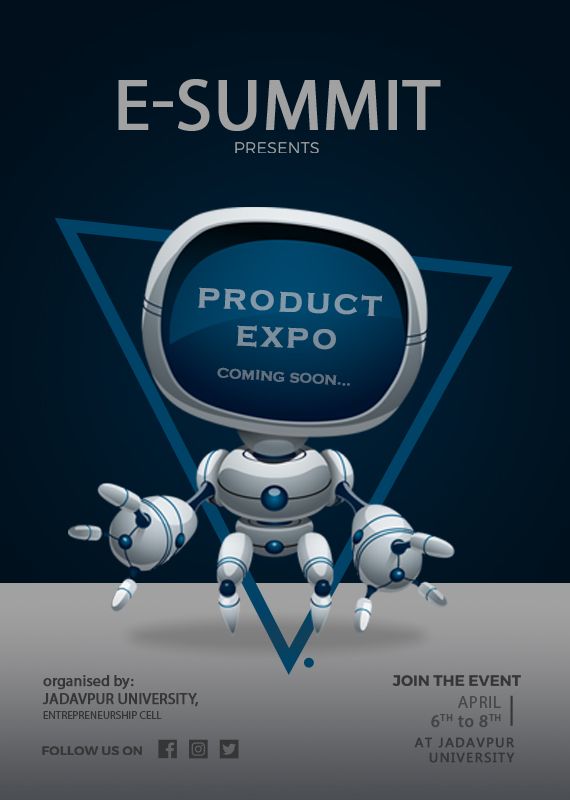 E-SUMMIT
PRESENTS
PRODUCT
EXPO
COMING SOON...
organised by:
JADAVPUR UNIVERSITY,
ENTREPRENEURSHIP CELL
FOLLOW US ON
JOIN THE EVENT
APRIL
6TH to 8TH
AT JADAVPUR
UNIVERSITY